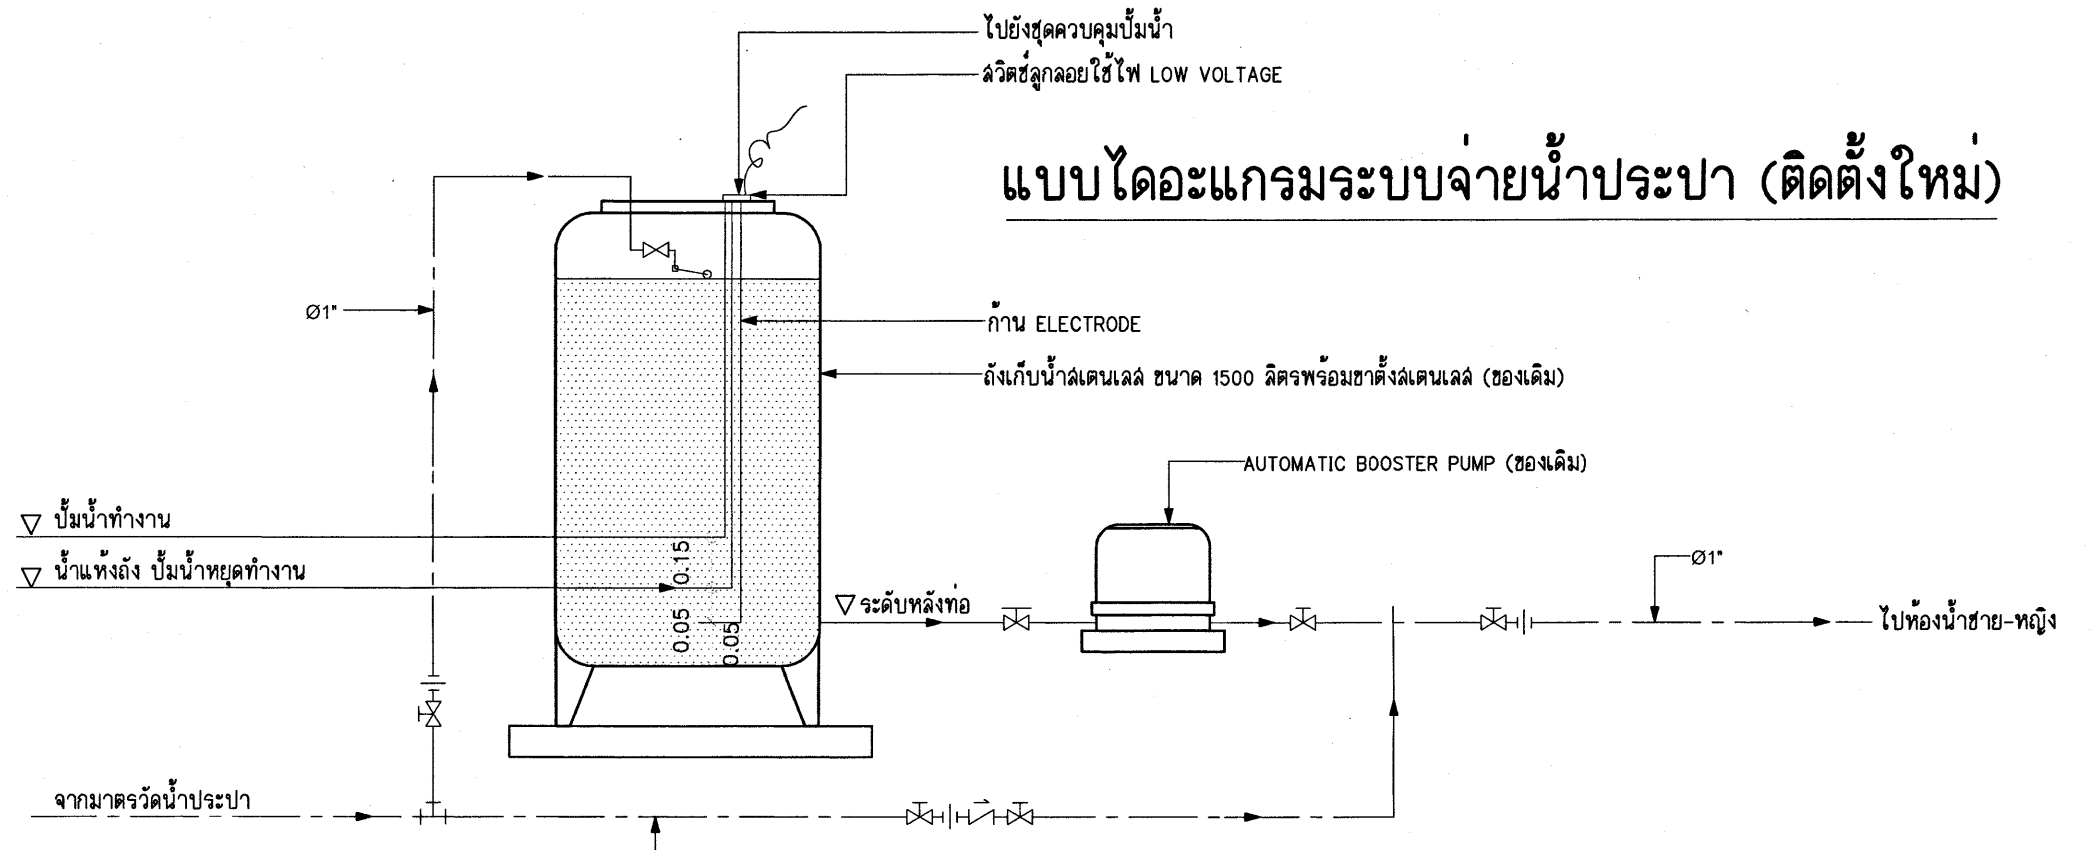 ไปยังชุดควบคุมปั้มน้ำ
สวิตช์ลูกลอยใช้ไฟ LOW VOLTAGE
แบบไดอะแกรมระบบจ่ายน้ำประปา (ติดตั้งใหม่)
Ø1"
ก้าน ELECTRODE
ถังเก็บน้ำสเตนเลส ขนาด 1500 ลิตรพร้อมขาตั้งสเตนเลส (ของเดิม)
AUTOMATIC BOOSTER PUMP (ของเดิม)
ปั้มน้ำทำงาน
0.15
น้ำแห้งถัง ปั้มน้ำหยุดทำงาน
Ø1"
ระดับหลังท่อ
0.05
0.05
ไปห้องน้ำชาย-หญิง
จากมาตรวัดน้ำประปา